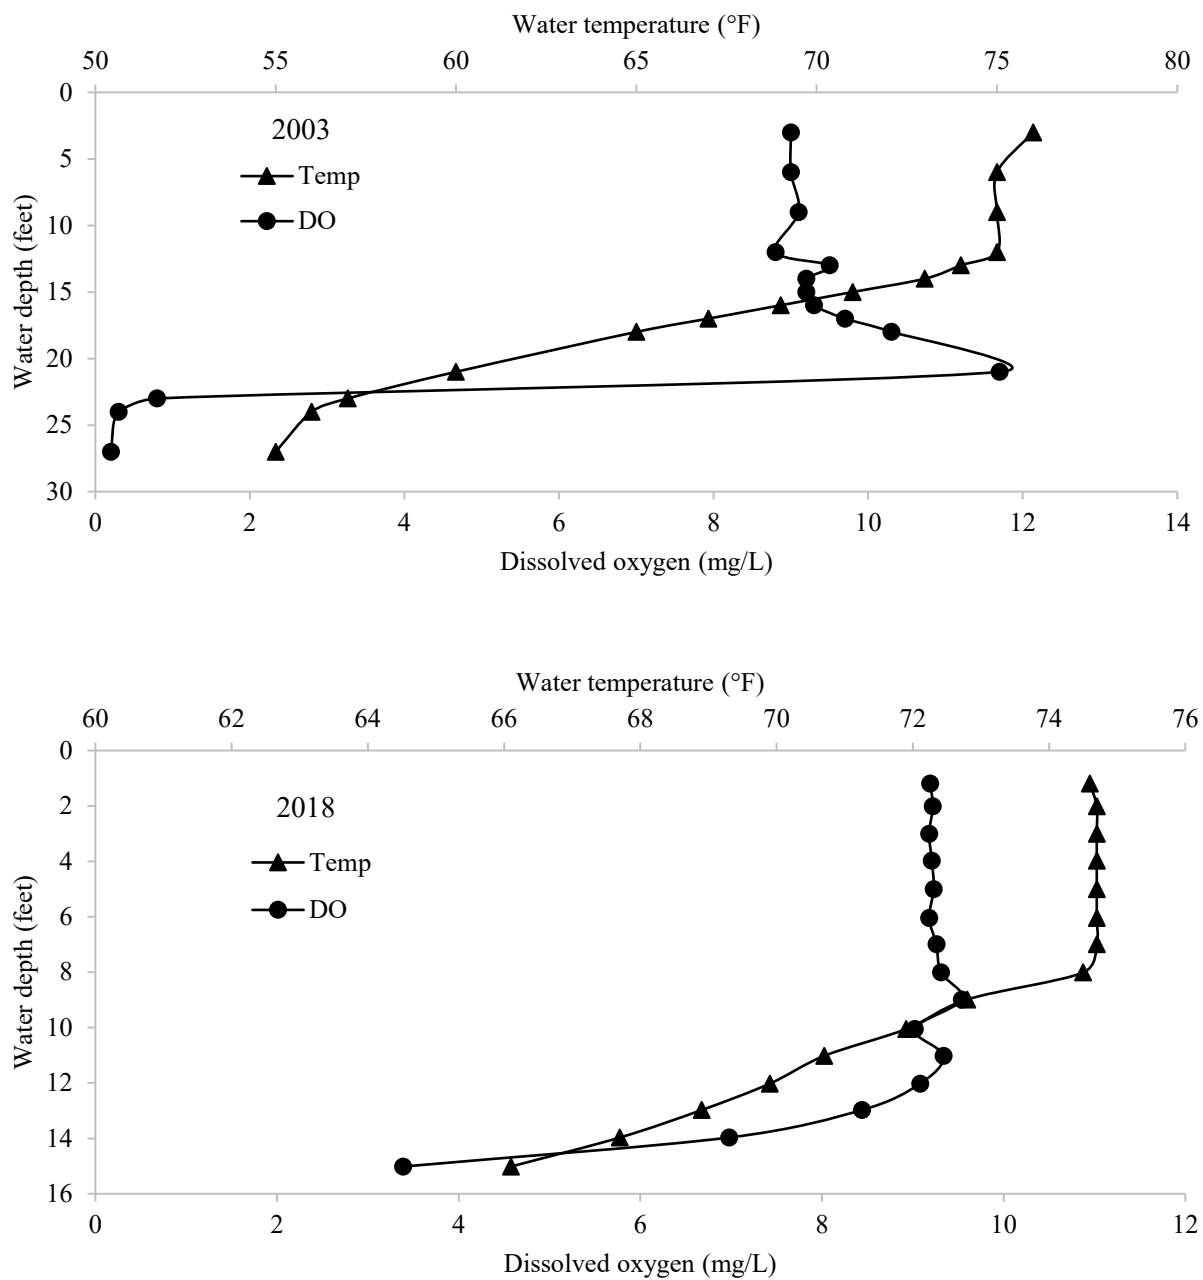 Water temperature (°F)
50 55 60 65 70 75 80
0
2003
5
Temp
10
DO
15
20
25
30
Water depth (feet)
0 2 4 6 8 10 12 14
Dissolved oxygen (mg/L)
Water temperature (°F)
60 62 64 66 68 70 72 74 76
0
2
2018
4
Temp
6
DO
8
10
12
14
16
Water depth (feet)
0 2 4 6 8 10 12
Dissolved oxygen (mg/L)